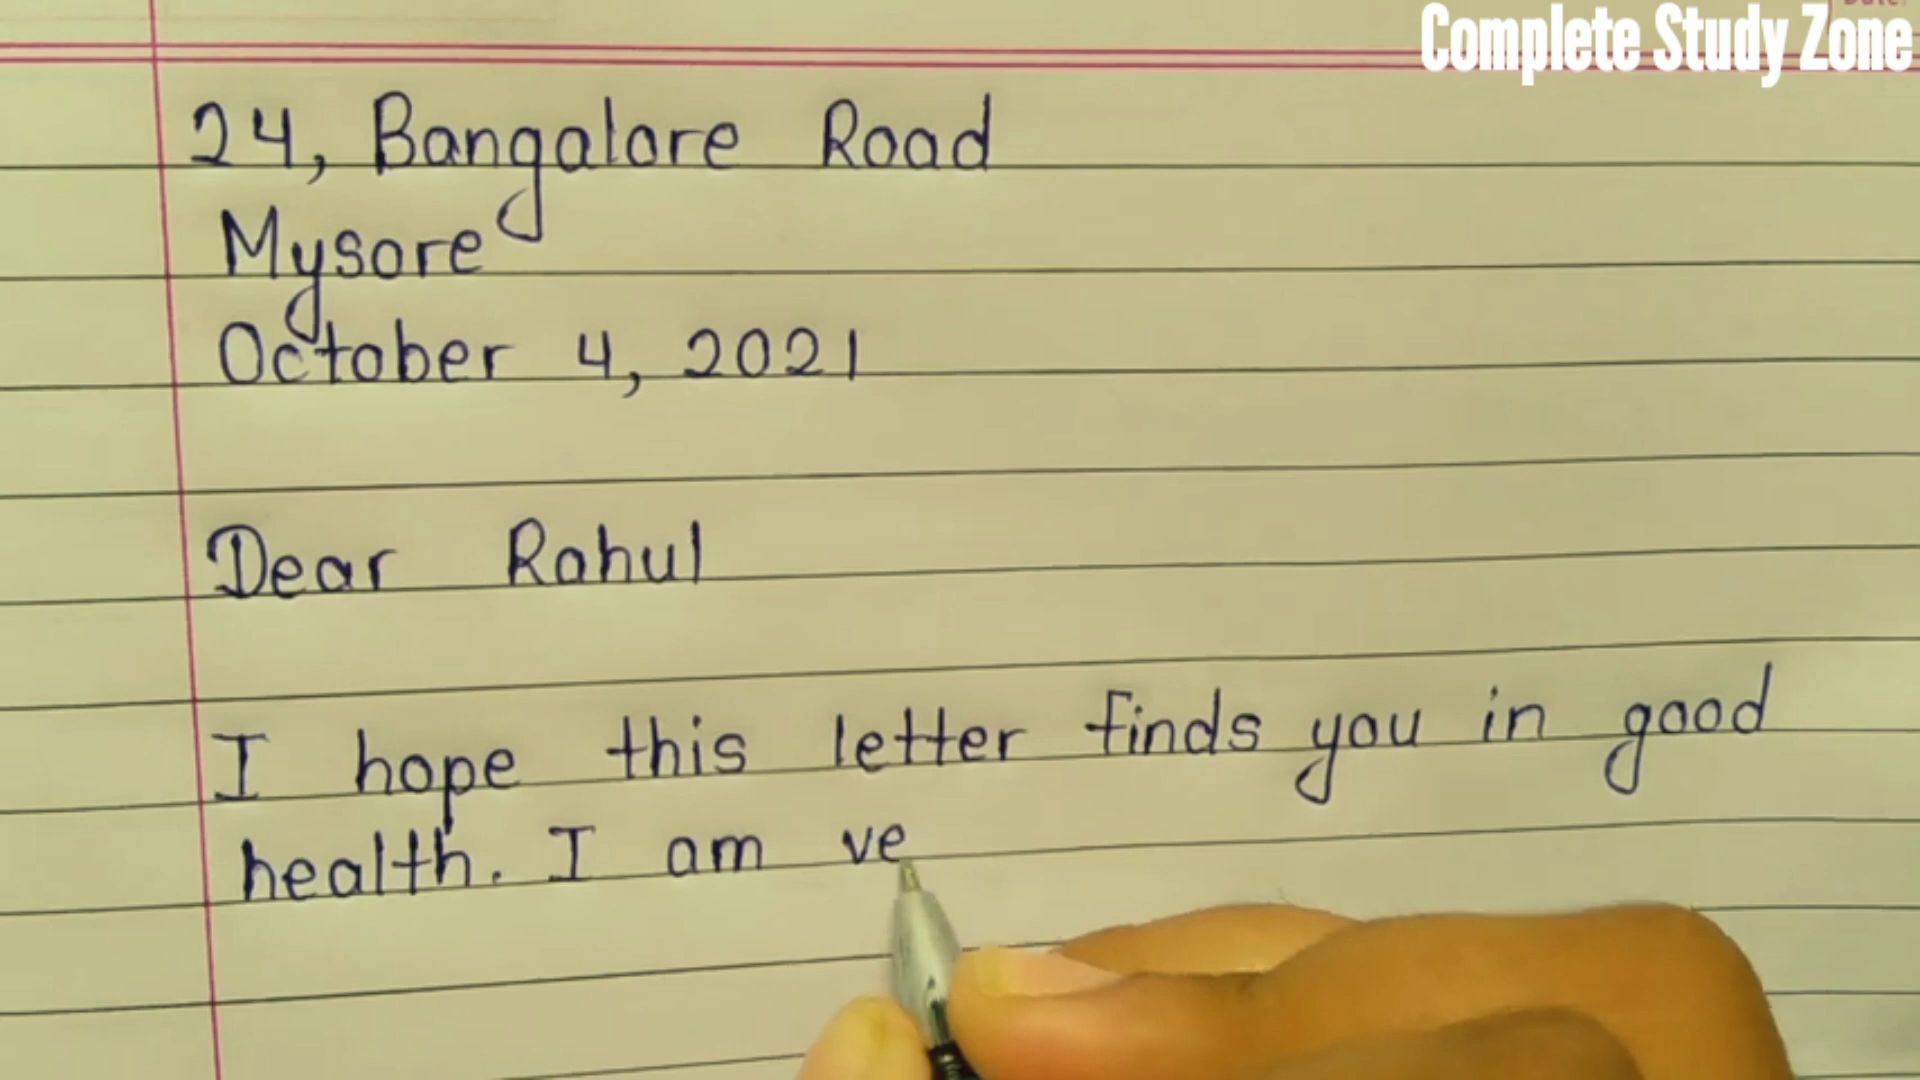 Complete Study Zone
24, Bangalore Road
Mysore
October 4, 2021
Dear Rahul
I hope this letter finds you in good
health. I am ve